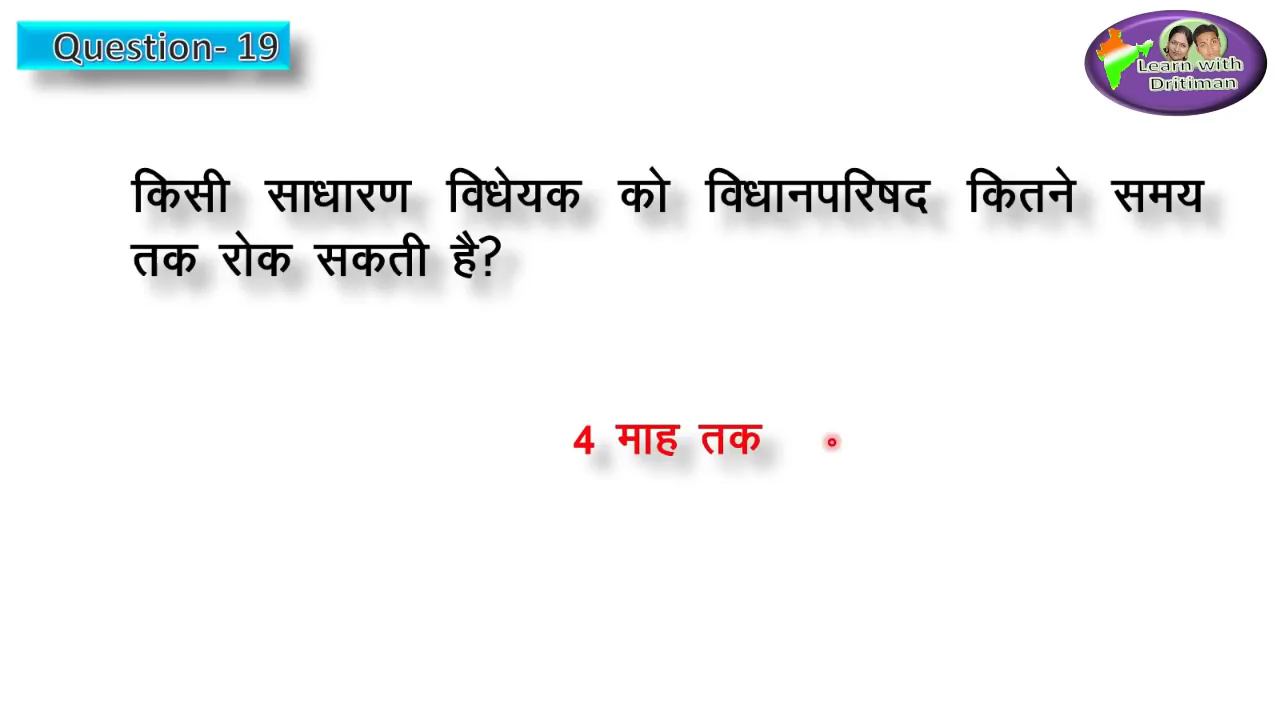 Question- 19
Learn with
Dritiman
किसी साधारण विधेयक को विधानपरिषद कितने समय
तक रोक सकती है?
4 माह तक